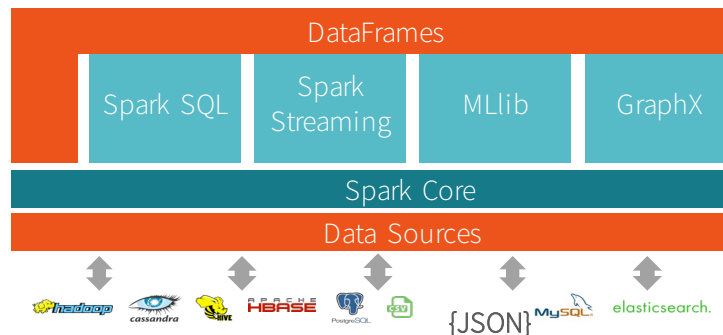 DataFrames
Spark SQL
Spark
Streaming
MLlib
GraphX
Spark Core
Data Sources
hadoop
cassandra
HIVE
APACHE
HBASE
PostgreSQL
CSV
{JSON}
MySQL
elasticsearch.